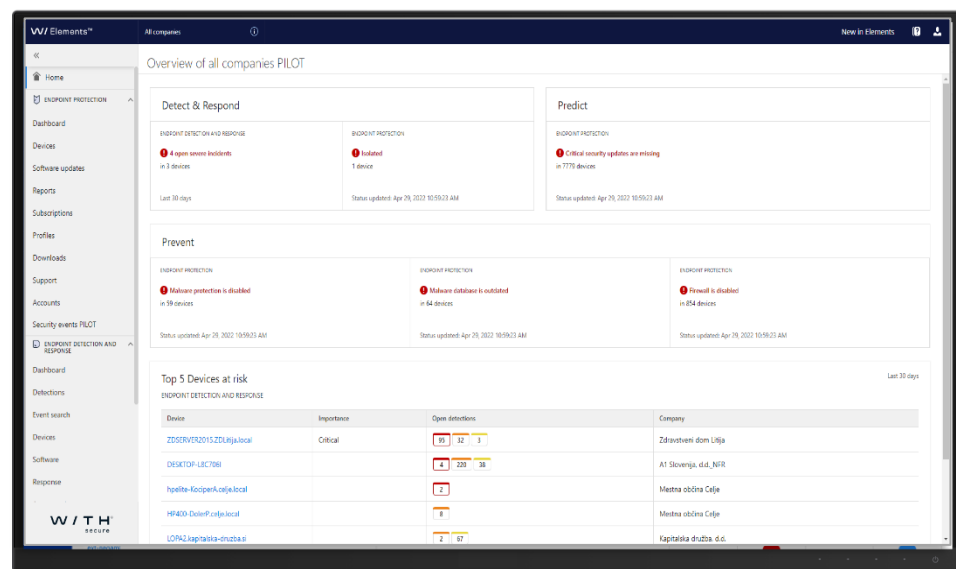 W/ Elements™
All companies
New in Elements
«
Overview of all companies PILOT
Home
ENDPOINT PROTECTION
Dashboard
Devices
Software updates
Reports
Subscriptions
Profiles
Downloads
Support
Accounts
Security events PILOT
ENDPOINT DETECTION AND
RESPONSE
Dashboard
Detections
Event search
Devices
Software
Response
W / T H
secure
Detect & Respond
ENDPOINT DETECTION AND RESPONSE
4 open severe incidents
in 3 devices
Last 30 days
ENDPOINT PROTECTION
Isolated
1 device
Status updated: Apr 29, 2022 10:59:23 AM
Predict
ENDPOINT PROTECTION
Critical security updates are missing
in 7779 devices
Status updated: Apr 29, 2022 10:59:23 AM
Prevent
ENDPOINT PROTECTION
Malware protection is disabled
in 59 devices
Status updated: Apr 29, 2022 10:59:23 AM
ENDPOINT PROTECTION
Malware database is outdated
in 64 devices
Status updated: Apr 29, 2022 10:59:23 AM
ENDPOINT PROTECTION
Firewall is disabled
in 854 devices
Status updated: Apr 29, 2022 10:59:23 AM
Top 5 Devices at risk
Last 30 days
ENDPOINT DETECTION AND RESPONSE
Device Importance Open detections Company
ZDSERVER2015.ZDLitija.local Critical 95 32 3 Zdravstveni dom Litija
DESKTOP-L8C706I 4 220 38 A1 Slovenija, d.d._NFR
hpelite-KociperA.celje.local 2 Mestna občina Celje
HP400-DolerP.celje.local 8 Mestna občina Celje
LOPA2.kapitalska-druzba.si 2 67 Kapitalska družba, d.d.